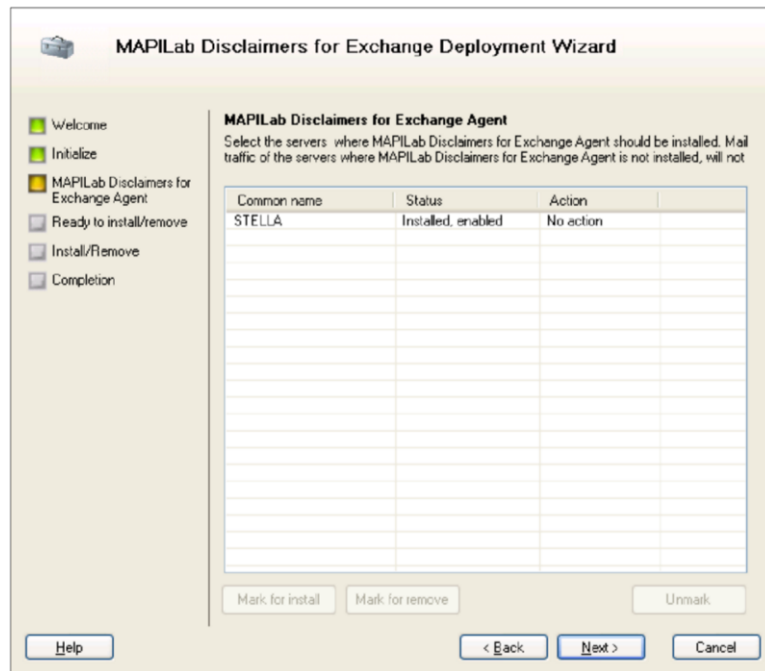 MAPILab Disclaimers for Exchange Deployment Wizard
Welcome
Initialize
MAPILab Disclaimers for
Exchange Agent
Ready to install/remove
Install/Remove
Completion
MAPILab Disclaimers for Exchange Agent
Select the servers where MAPILab Disclaimers for Exchange Agent should be installed. Mail
traffic of the servers where MAPILab Disclaimers for Exchange Agent is not installed, will not
Common name Status Action
STELLA Installed, enabled No action
Mark for install Mark for remove Unmark
Help < Back Next > Cancel